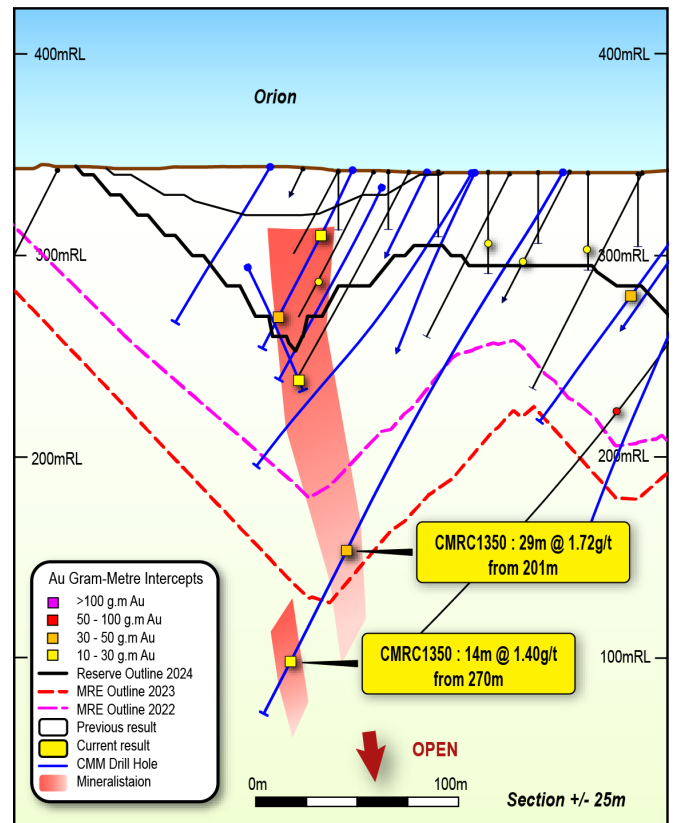 400mRL
400mRL
Orion
300mRL
300mRL
200mRL
200mRL
CMRC1350 : 29m @ 1.72g/t
from 201m
Au Gram-Metre Intercepts
>100 g.m Au
50 - 100 g.m Au
30 - 50 g.m Au
10 - 30 g.m Au
Reserve Outline 2024
MRE Outline 2023
MRE Outline 2022
Previous result
Current result
CMM Drill Hole
Mineralistaion
CMRC1350 : 14m @ 1.40g/t
from 270m
100mRL
OPEN
0m
100m
Section +/- 25m